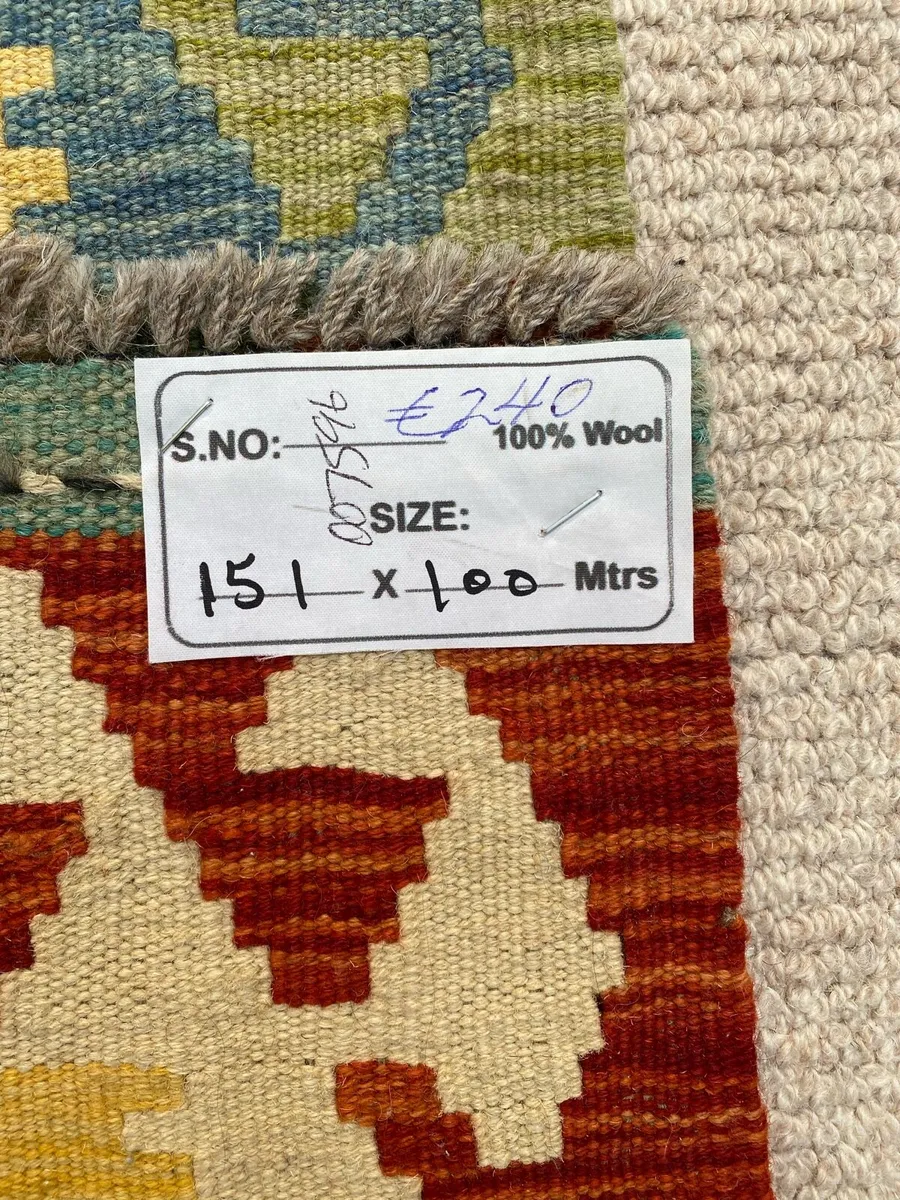 €240
S.NO: 100% Wool
007596
SIZE:
151 X 100 Mtrs